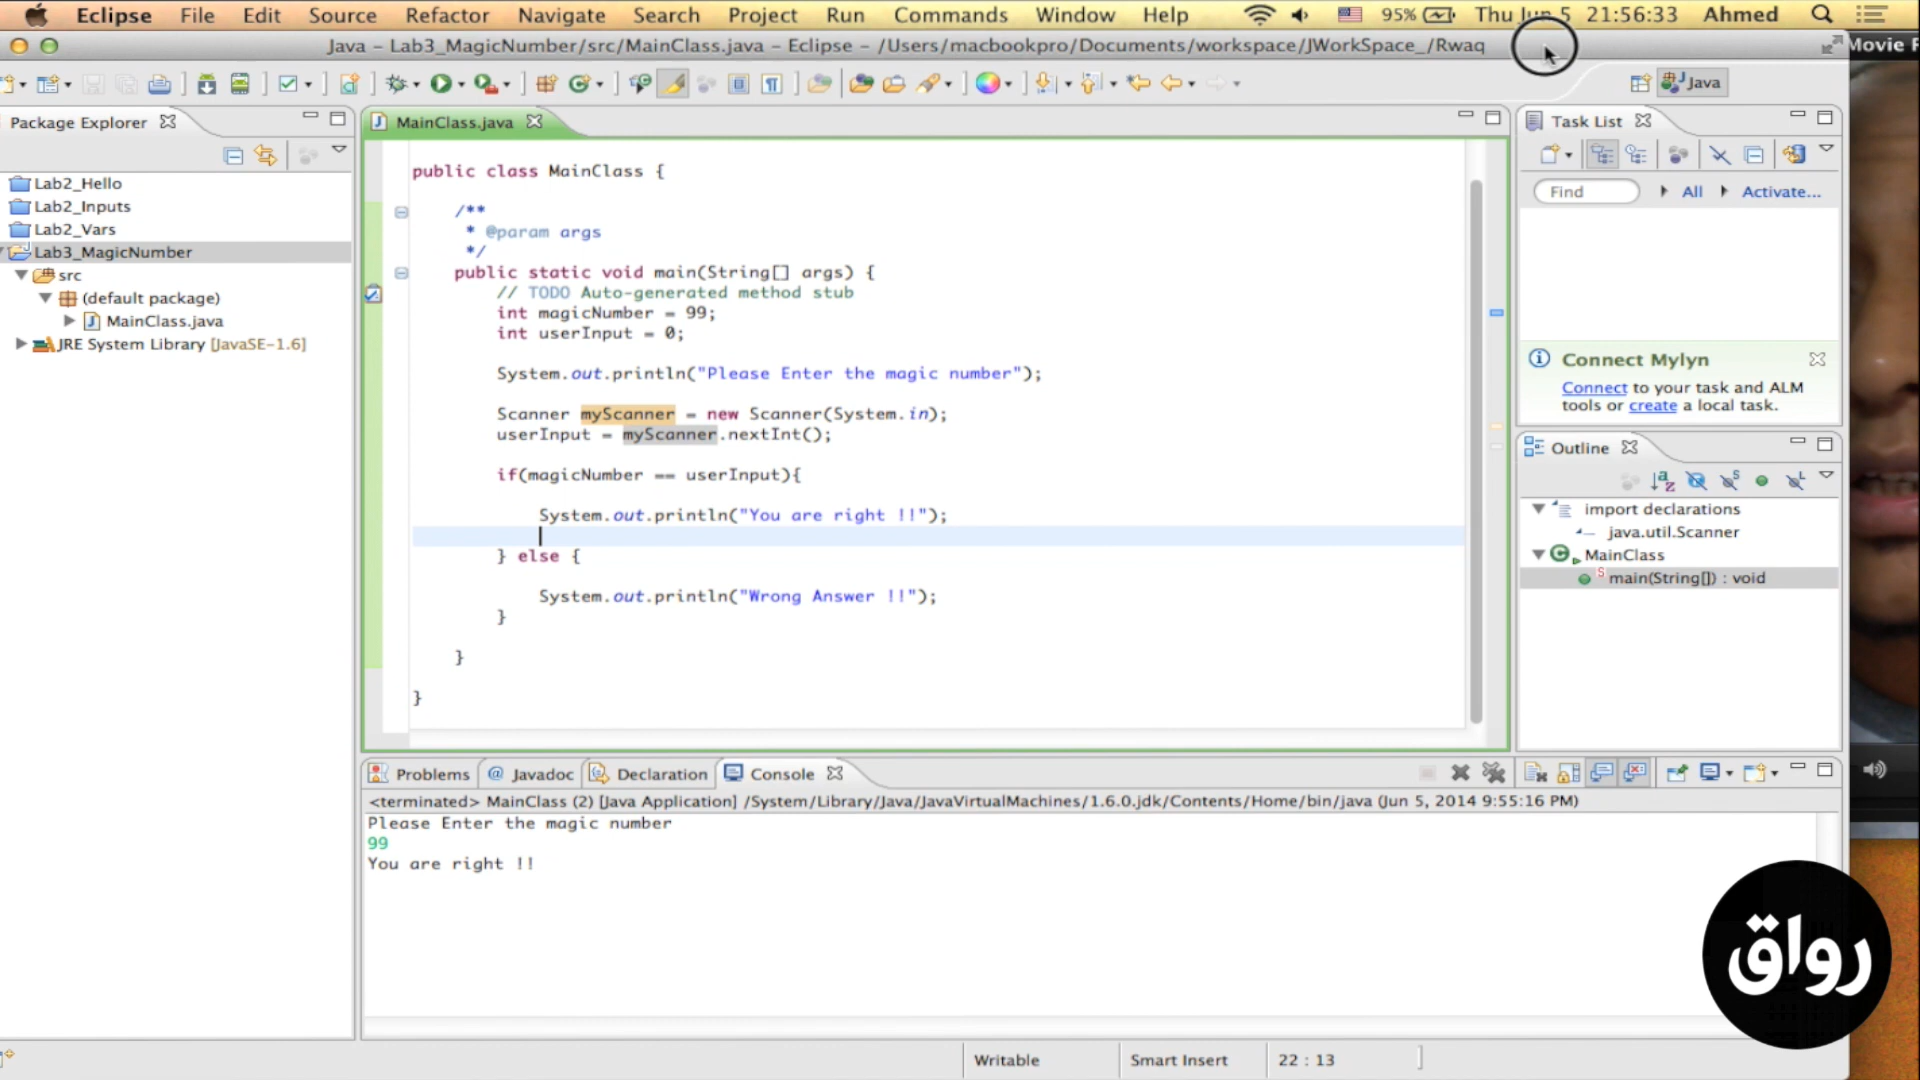 Eclipse File Edit Source Refactor Navigate Search Project Run Commands Window Help 95% Thu Jun 5 21:56:33 Ahmed
Java – Lab3_MagicNumber/src/MainClass.java – Eclipse – /Users/macbookpro/Documents/workspace/JWorkSpace_/Rwaq
Movie
Java
Package Explorer
MainClass.java
Task List
Find All Activate...
Lab2_Hello
Lab2_Inputs
Lab2_Vars
Lab3_MagicNumber
src
(default package)
MainClass.java
JRE System Library [JavaSE-1.6]
public class MainClass {
/**
* @param args
*/
public static void main(String[] args) {
// TODO Auto-generated method stub
int magicNumber = 99;
int userInput = 0;
System.out.println("Please Enter the magic number");
Scanner myScanner = new Scanner(System.in);
userInput = myScanner.nextInt();
if(magicNumber == userInput){
System.out.println("You are right !!");
} else {
System.out.println("Wrong Answer !!");
}
}
}
Connect Mylyn
Connect to your task and ALM
tools or create a local task.
Outline
import declarations
java.util.Scanner
MainClass
main(String[]) : void
Problems @ Javadoc Declaration Console
<terminated> MainClass (2) [Java Application] /System/Library/Java/JavaVirtualMachines/1.6.0.jdk/Contents/Home/bin/java (Jun 5, 2014 9:55:16 PM)
Please Enter the magic number
99
You are right !!
رواق
Writable Smart Insert 22 : 13